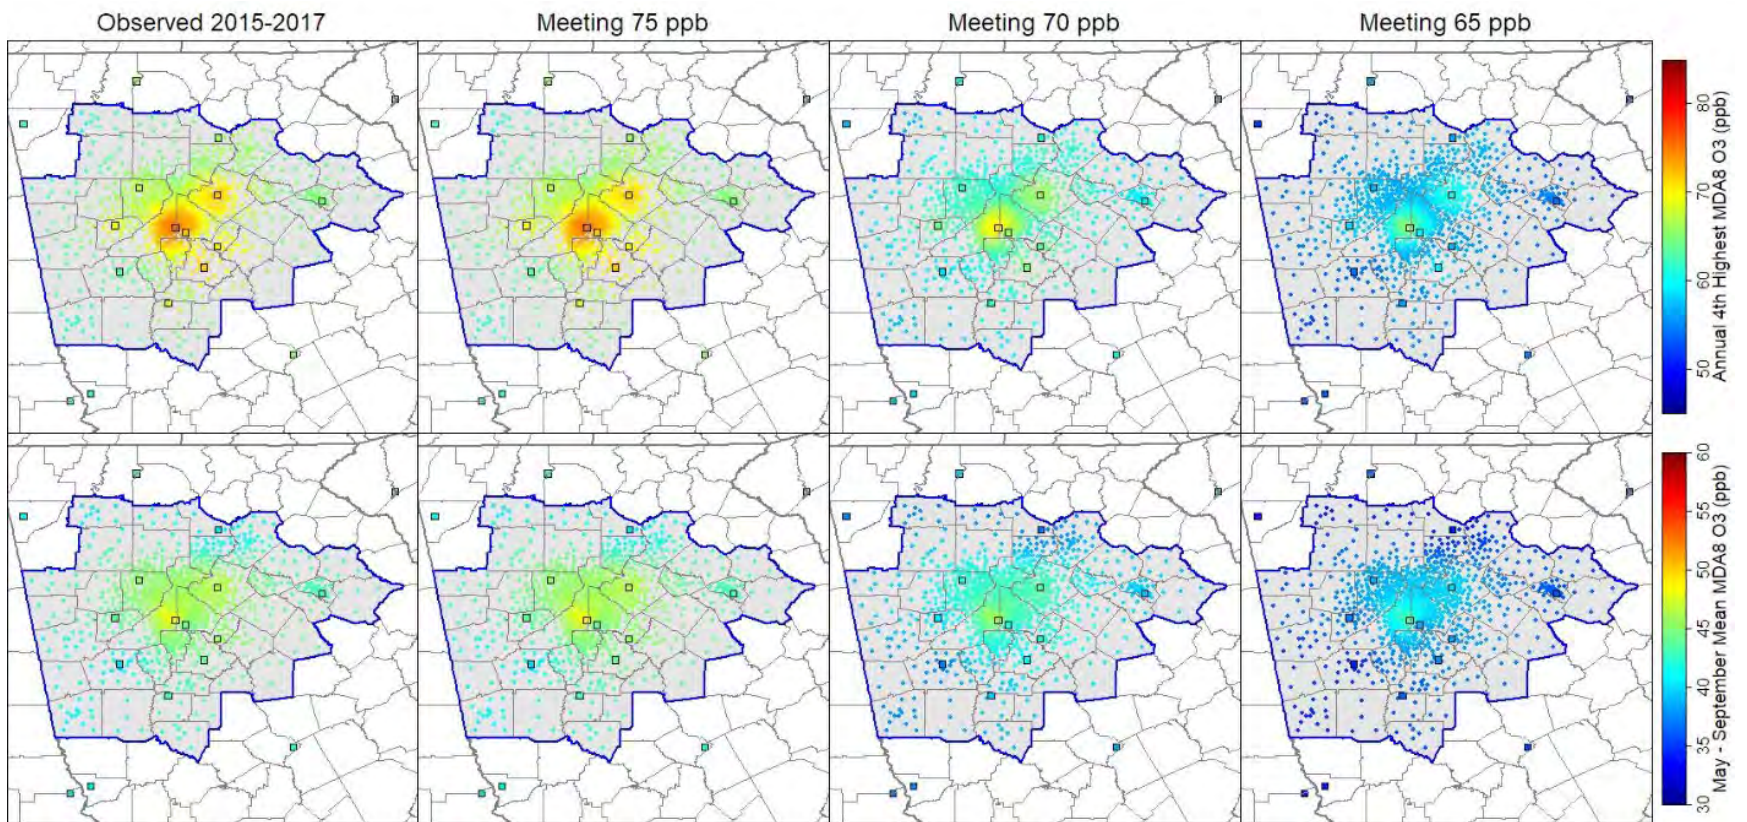 Observed 2015-2017
Meeting 75 ppb
Meeting 70 ppb
Meeting 65 ppb
80
70
60
50
Annual 4th Highest MDA8 O3 (ppb)
60
55
50
45
40
35
30
May - September Mean MDA8 O3 (ppb)